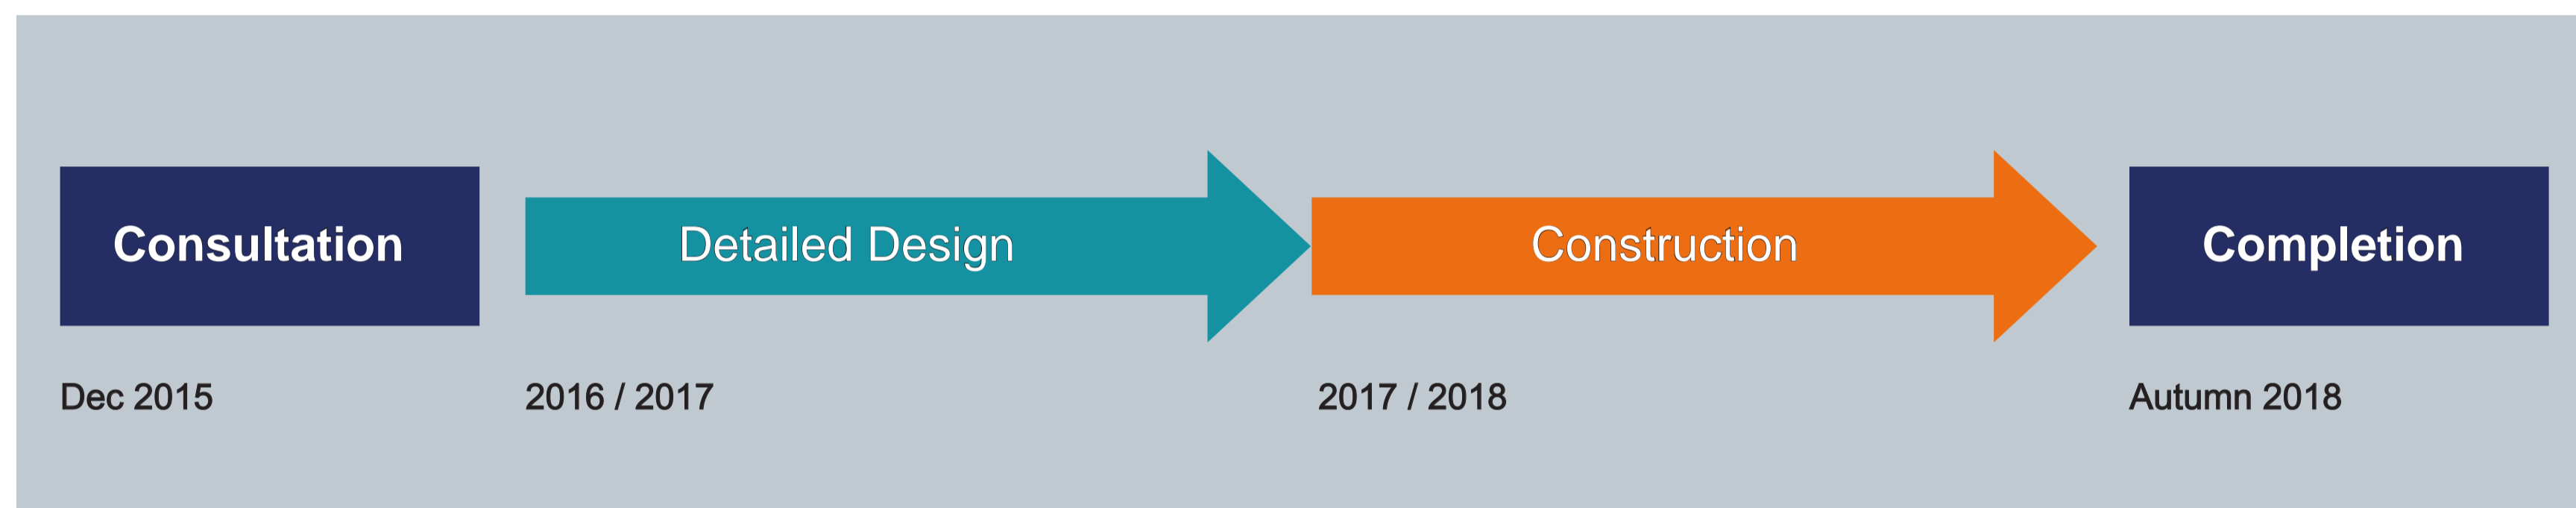 Consultation
Detailed Design
Construction
Completion
Dec 2015
2016 / 2017
2017 / 2018
Autumn 2018